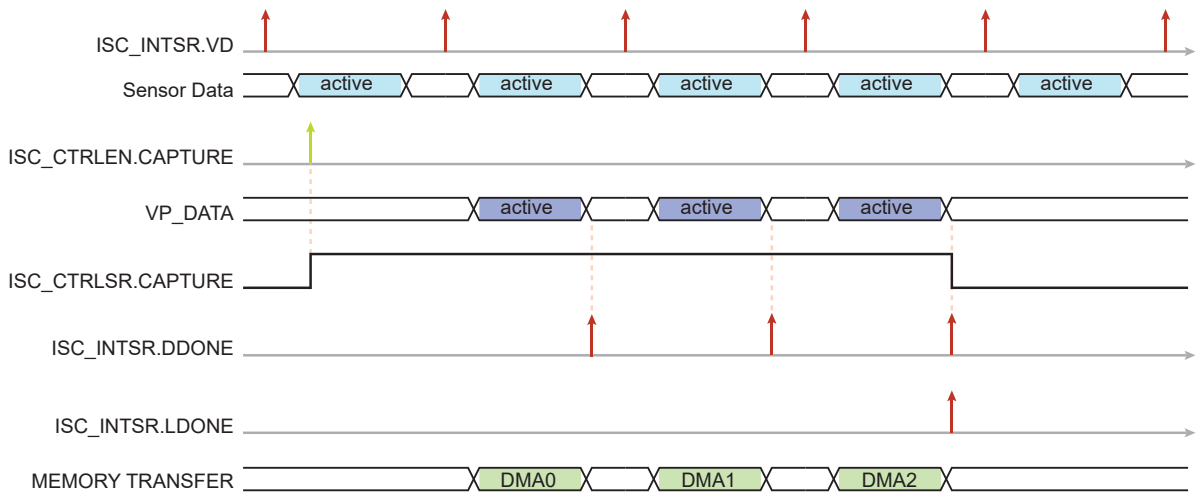 ISC_INTSR.VD
Sensor Data active active active active active
ISC_CTRLEN.CAPTURE
VP_DATA active active active
ISC_CTRLSR.CAPTURE
ISC_INTSR.DDONE
ISC_INTSR.LDONE
MEMORY TRANSFER DMA0 DMA1 DMA2